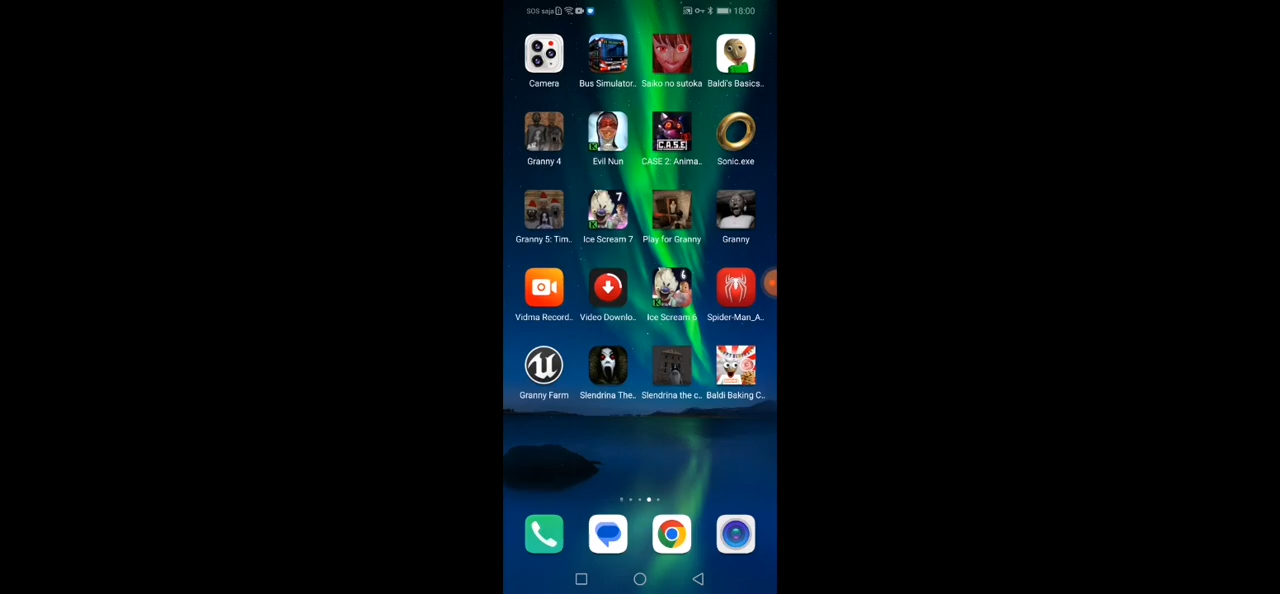 SOS saja 18:00
Camera Bus Simulator.. Saiko no sutoka Baldi's Basics..
Granny 4 Evil Nun CASE 2: Anima.. Sonic.exe
Granny 5: Tim.. Ice Scream 7 Play for Granny Granny
Vidma Record.. Video Downlo.. Ice Scream 6 Spider-Man_A..
Granny Farm Slendrina The.. Slendrina the c.. Baldi Baking C..